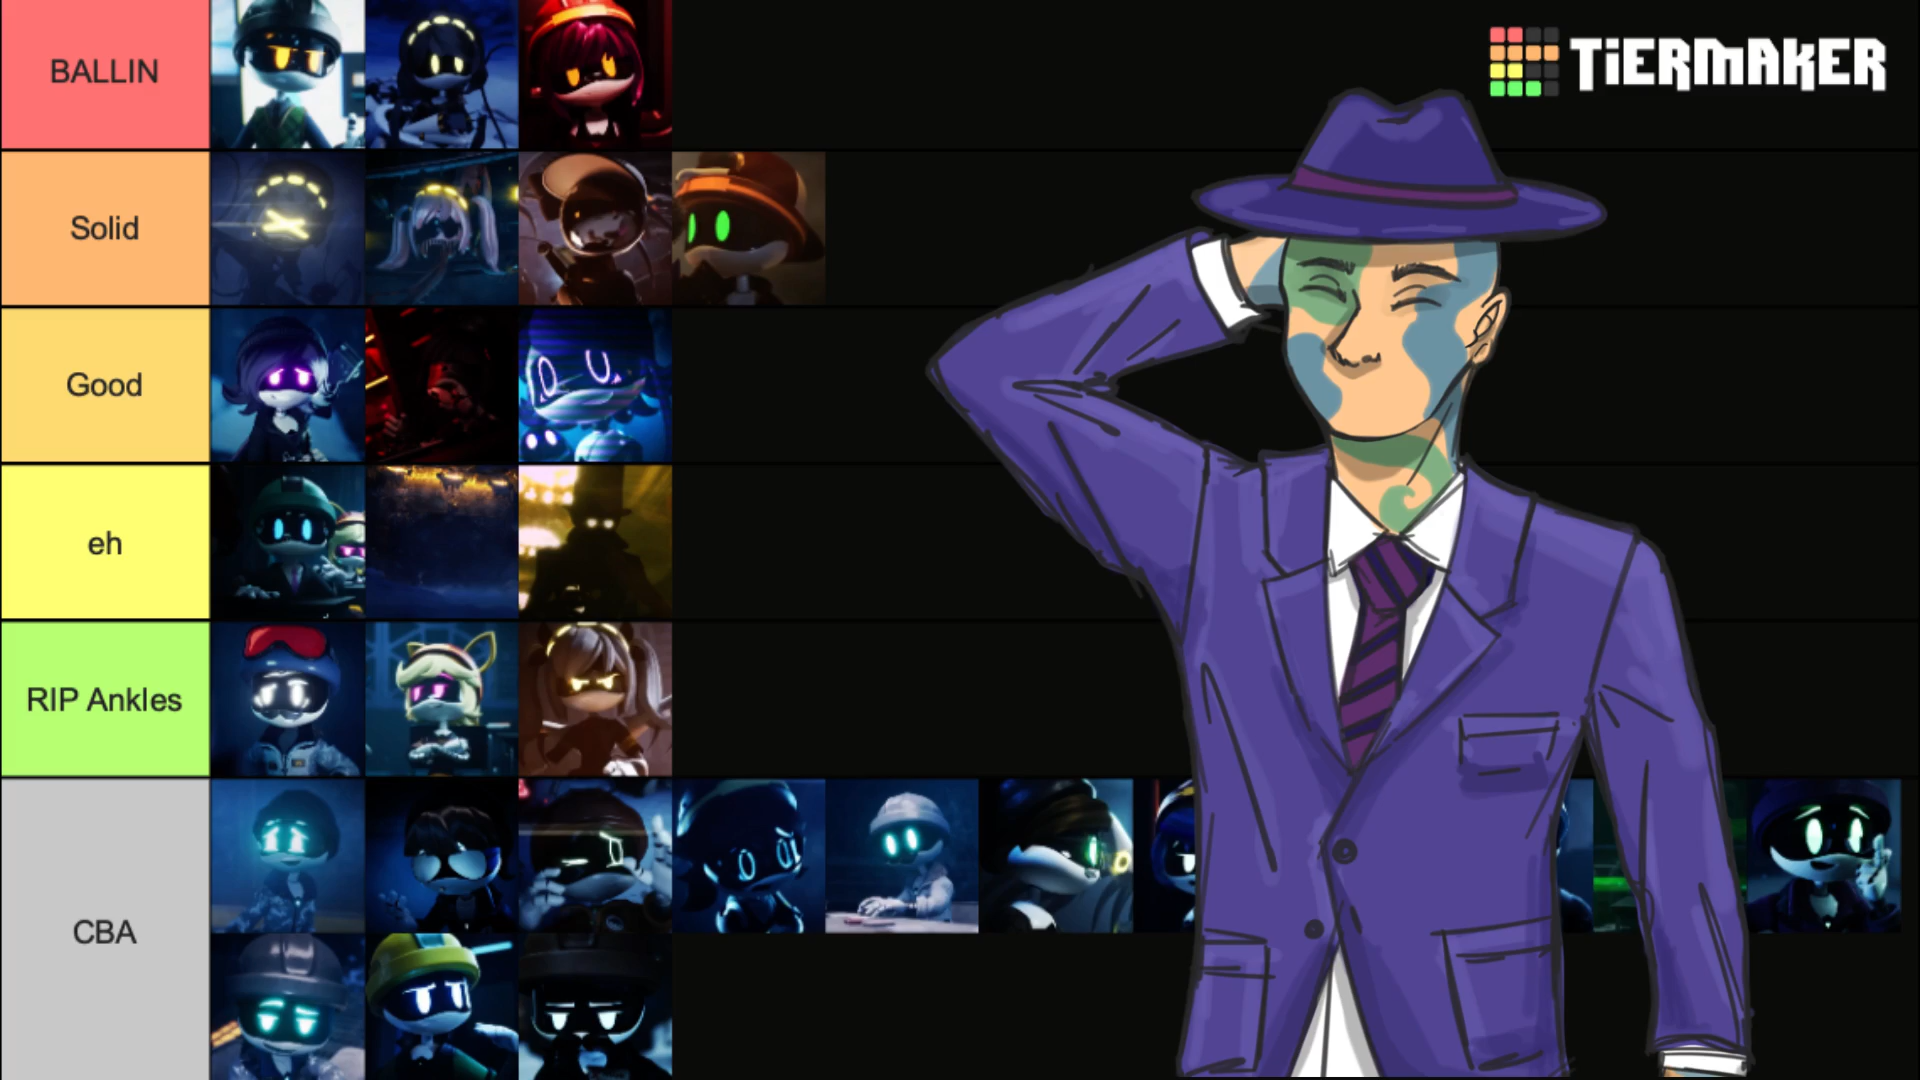 BALLIN
TiERMAKER
Solid
Good
eh
RIP Ankles
CBA